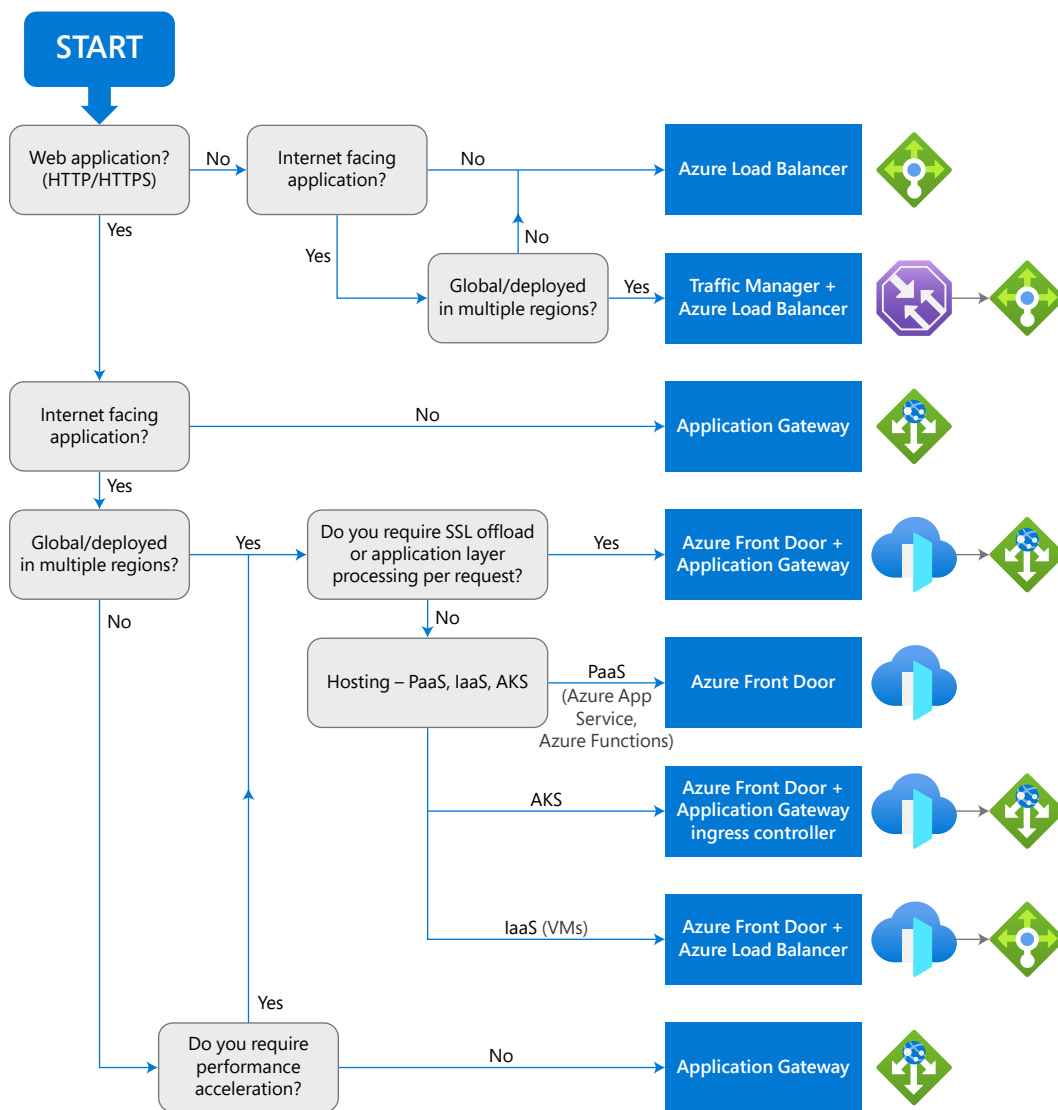 START
Web application?
(HTTP/HTTPS)
No
Internet facing
application?
No
Azure Load Balancer
Yes
Yes
No
Global/deployed
in multiple regions?
Yes
Traffic Manager +
Azure Load Balancer
Internet facing
application?
No
Application Gateway
Yes
Global/deployed
in multiple regions?
Yes
Do you require SSL offload
or application layer
processing per request?
Yes
Azure Front Door +
Application Gateway
No
No
Hosting – PaaS, IaaS, AKS
PaaS
(Azure App
Service,
Azure Functions)
Azure Front Door
AKS
Azure Front Door +
Application Gateway
ingress controller
IaaS (VMs)
Azure Front Door +
Azure Load Balancer
Yes
Do you require
performance
acceleration?
No
Application Gateway